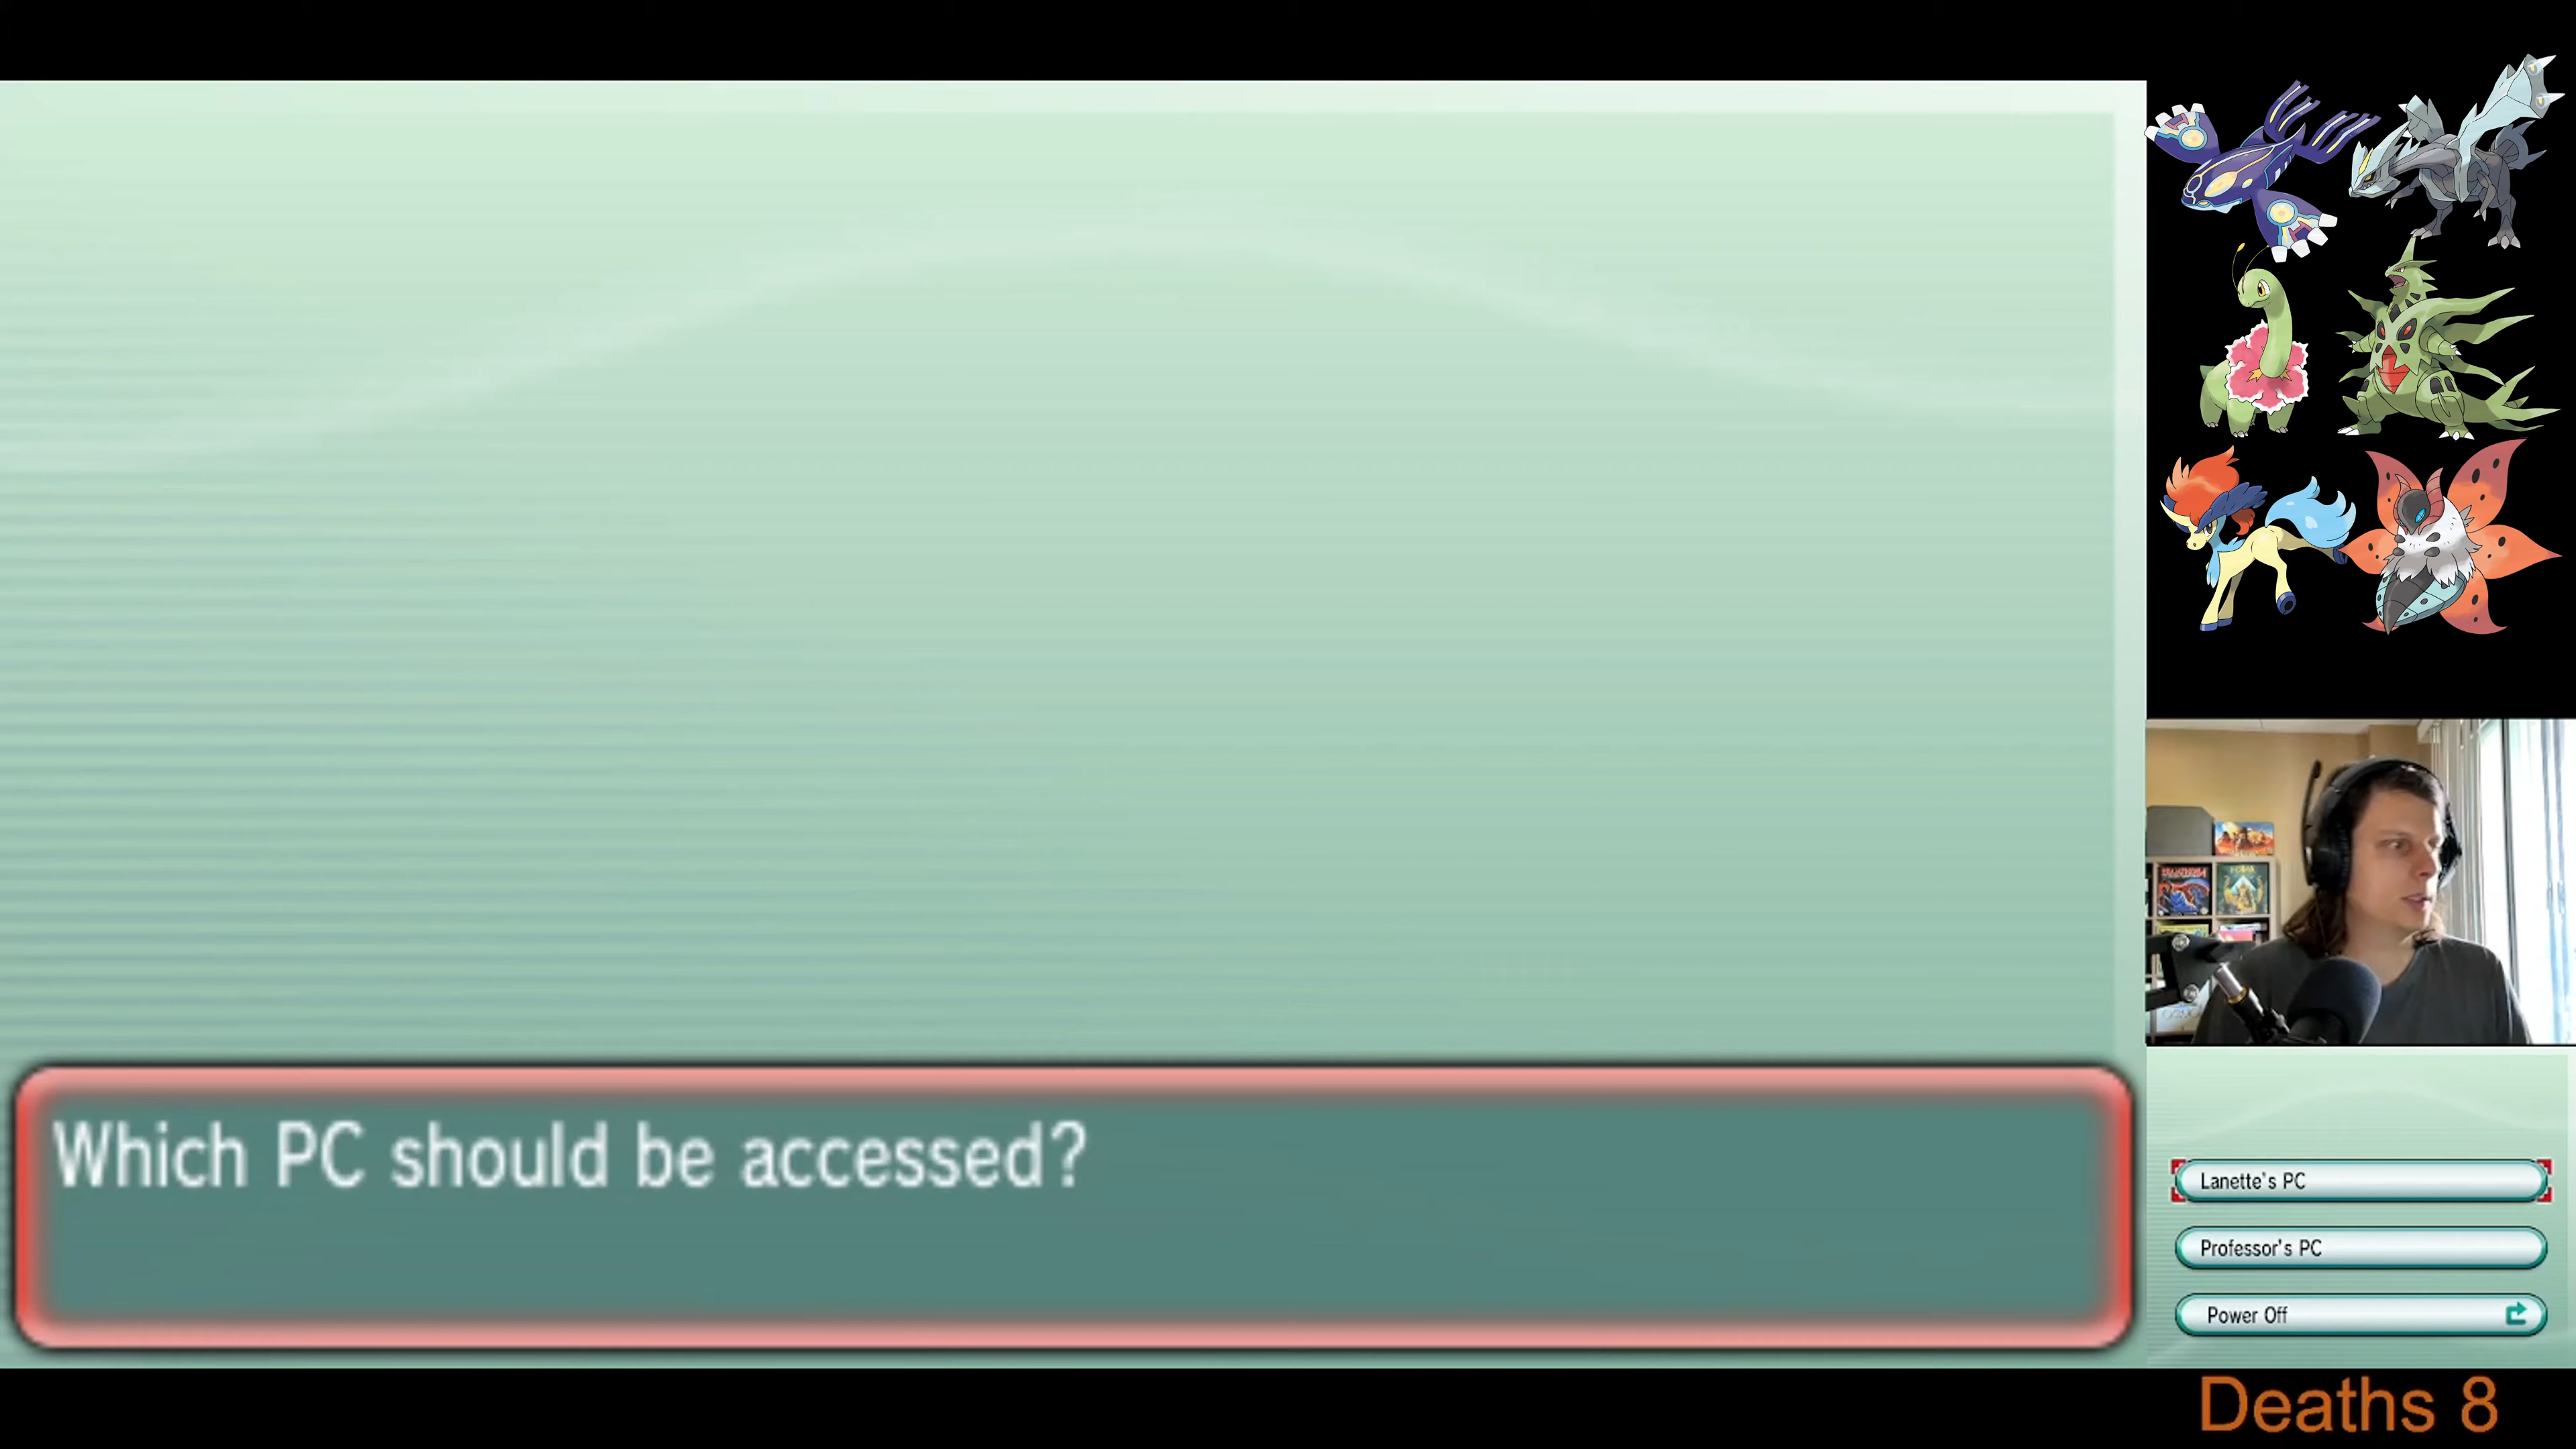 Which PC should be accessed?
Lanette's PC
Professor's PC
Power Off
Deaths 8